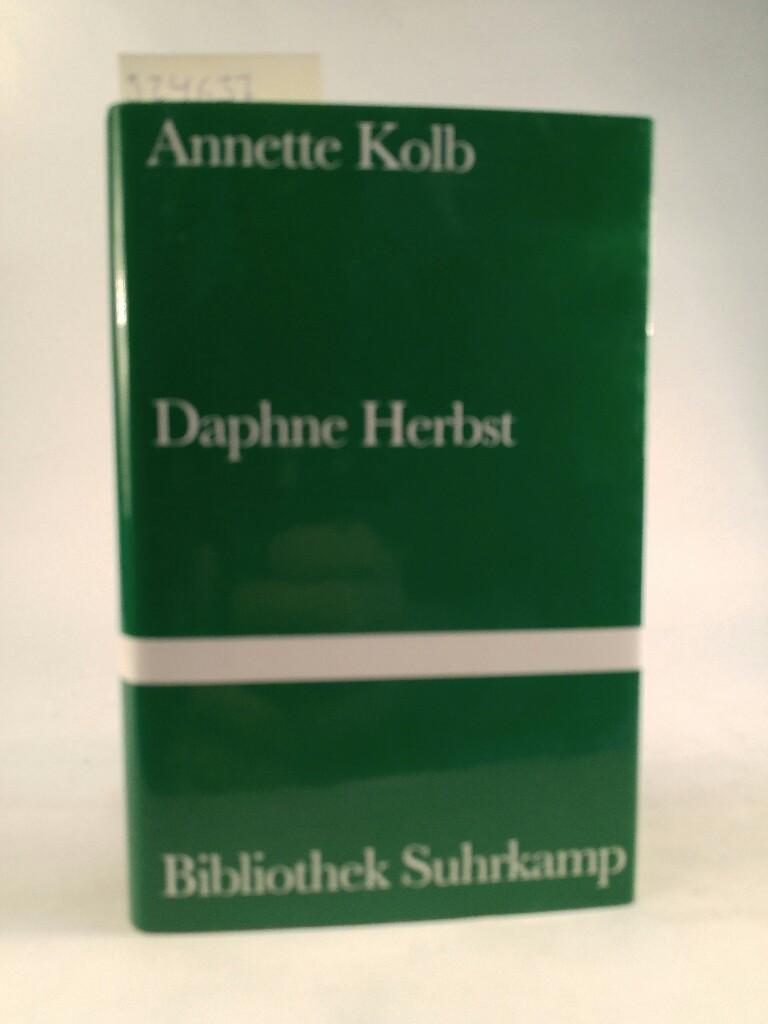 Annette Kolb
Daphne Herbst
Bibliothek Suhrkamp